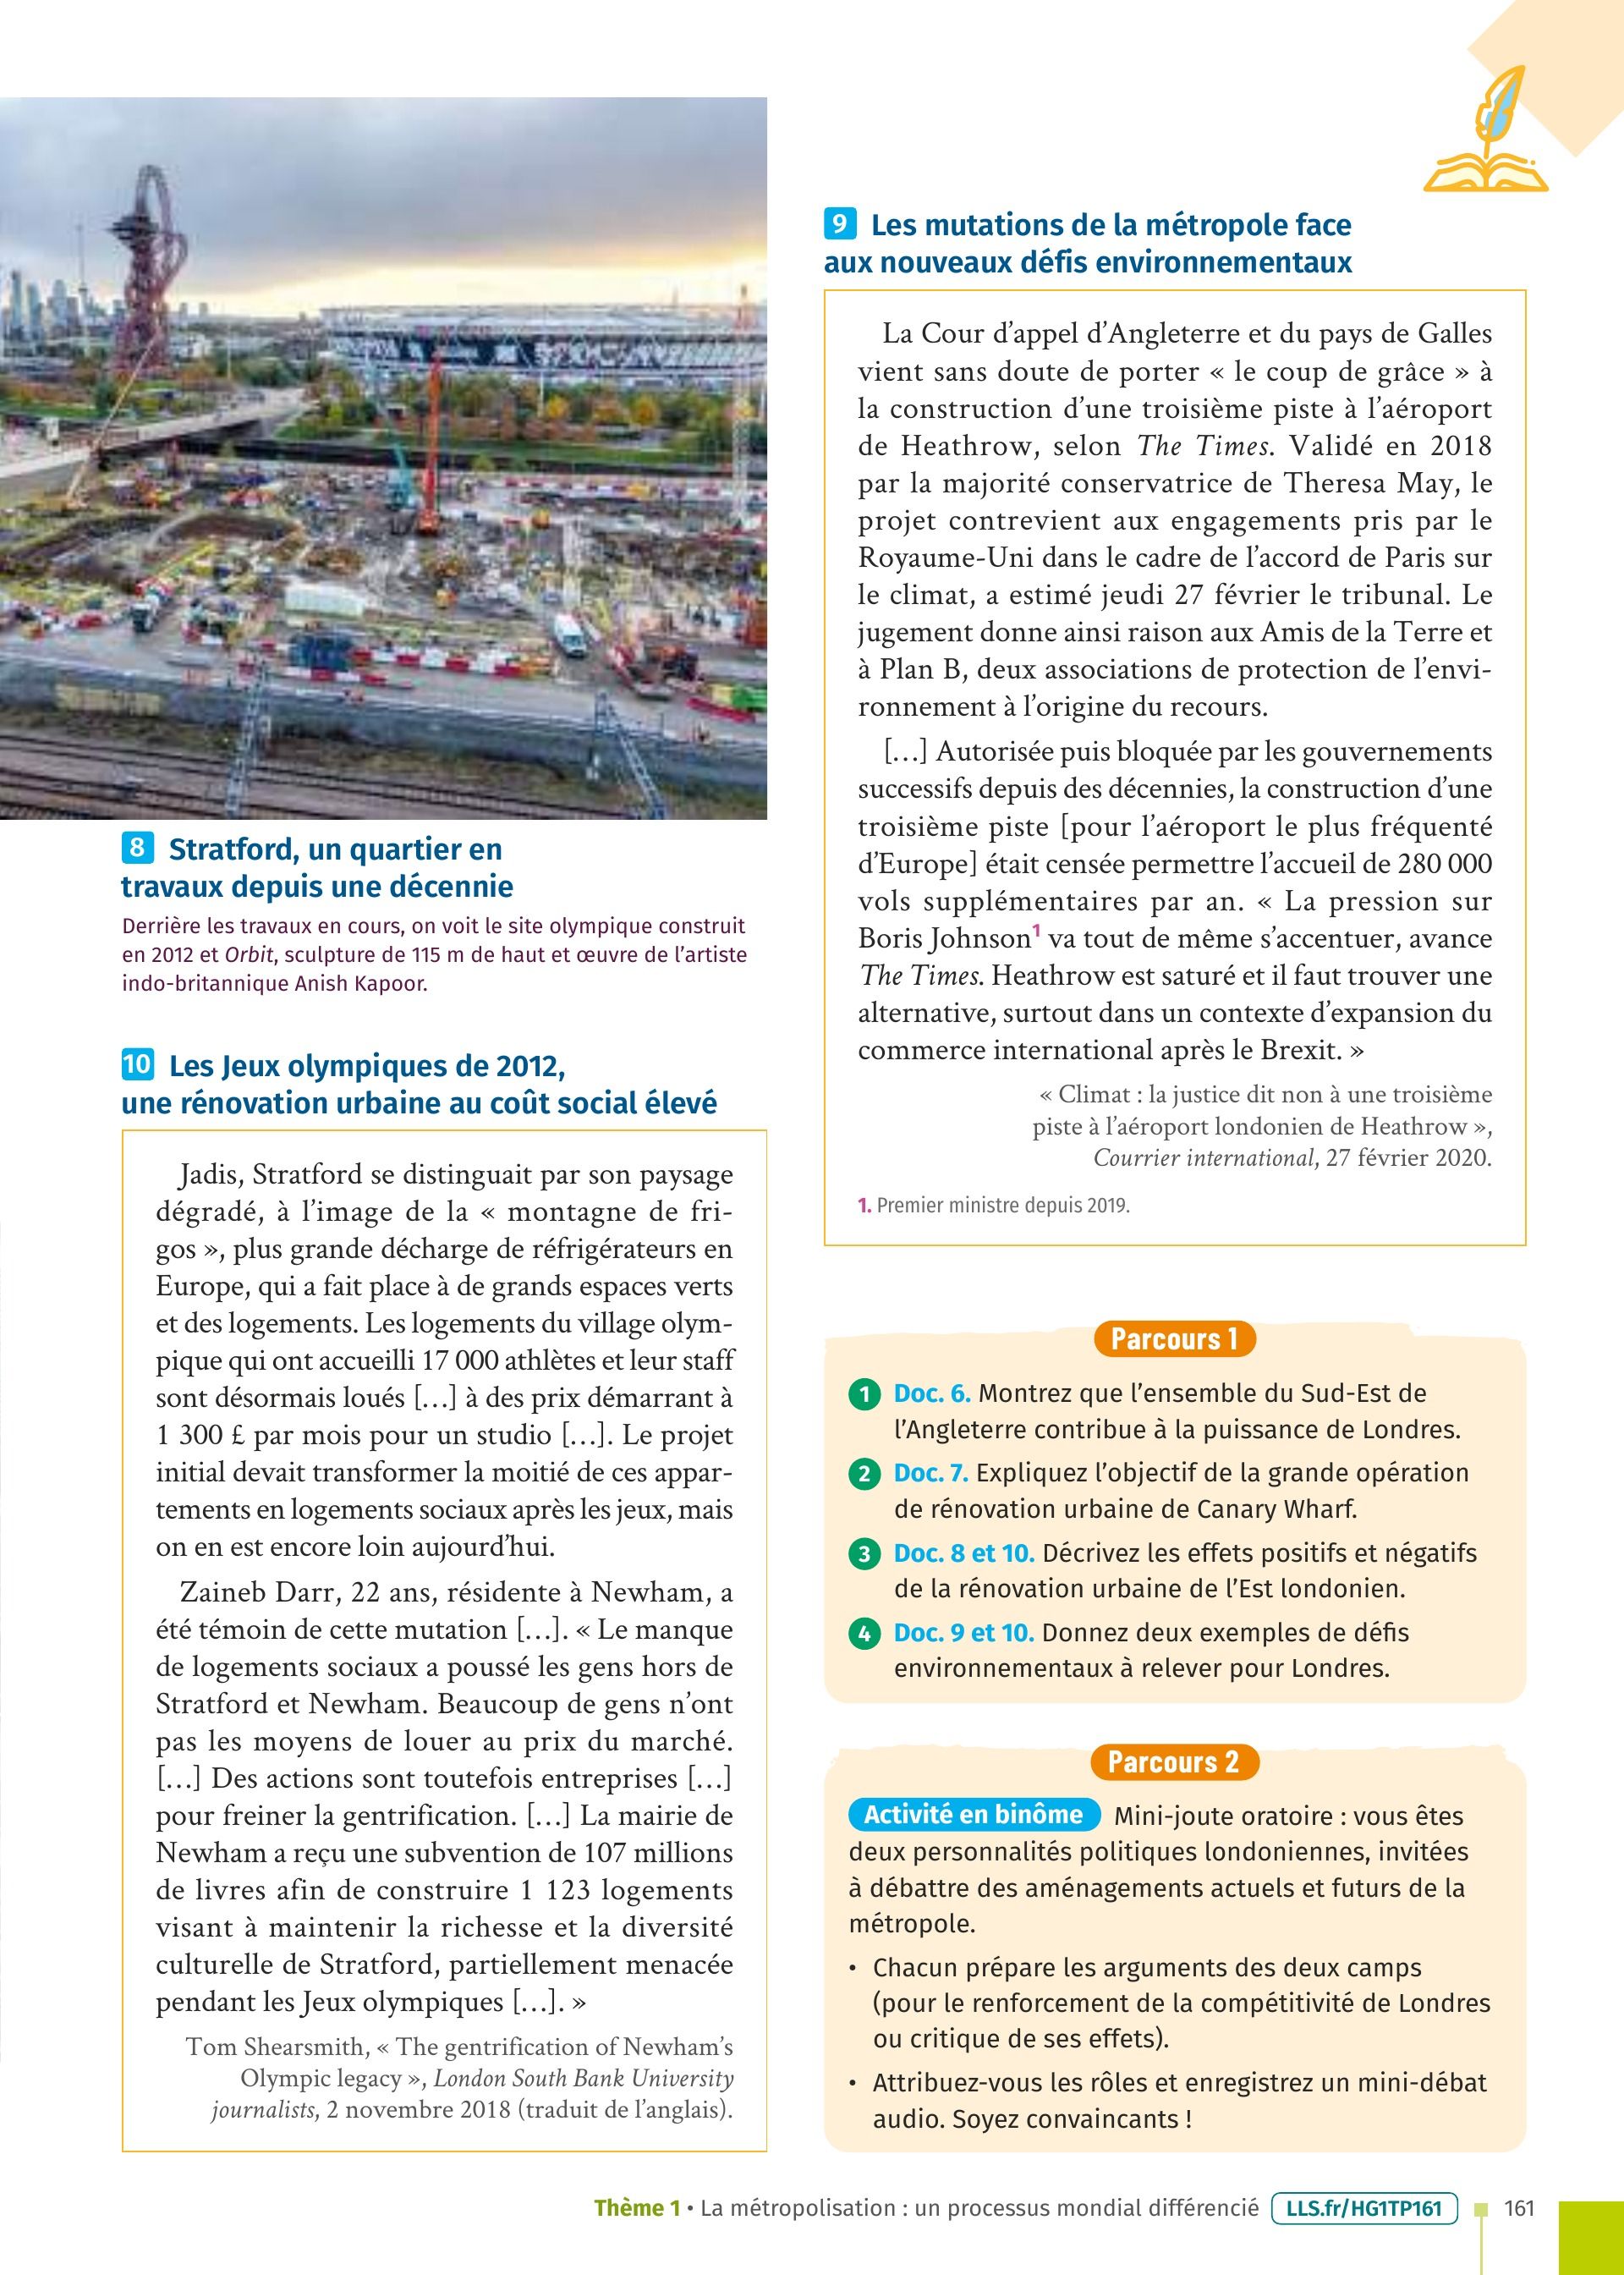 8 Stratford, un quartier en
travaux depuis une décennie
Derrière les travaux en cours, on voit le site olympique construit
en 2012 et Orbit, sculpture de 115 m de haut et œuvre de l'artiste
indo-britannique Anish Kapoor.
10 Les Jeux olympiques de 2012,
une rénovation urbaine au coût social élevé
Jadis, Stratford se distinguait par son paysage
dégradé, à l'image de la « montagne de fri-
gos », plus grande décharge de réfrigérateurs en
Europe, qui a fait place à de grands espaces verts
et des logements. Les logements du village olym-
pique qui ont accueilli 17 000 athlètes et leur staff
sont désormais loués […] à des prix démarrant à
1 300 £ par mois pour un studio […]. Le projet
initial devait transformer la moitié de ces appar-
tements en logements sociaux après les jeux, mais
on en est encore loin aujourd'hui.
Zaineb Darr, 22 ans, résidente à Newham, a
été témoin de cette mutation […]. « Le manque
de logements sociaux a poussé les gens hors de
Stratford et Newham. Beaucoup de gens n'ont
pas les moyens de louer au prix du marché.
[…] Des actions sont toutefois entreprises […]
pour freiner la gentrification. […] La mairie de
Newham a reçu une subvention de 107 millions
de livres afin de construire 1 123 logements
visant à maintenir la richesse et la diversité
culturelle de Stratford, partiellement menacée
pendant les Jeux olympiques […]. »
Tom Shearsmith, « The gentrification of Newham's
Olympic legacy », London South Bank University
journalists, 2 novembre 2018 (traduit de l'anglais).
9 Les mutations de la métropole face
aux nouveaux défis environnementaux
La Cour d'appel d'Angleterre et du pays de Galles
vient sans doute de porter « le coup de grâce » à
la construction d'une troisième piste à l'aéroport
de Heathrow, selon The Times. Validé en 2018
par la majorité conservatrice de Theresa May, le
projet contrevient aux engagements pris par le
Royaume-Uni dans le cadre de l'accord de Paris sur
le climat, a estimé jeudi 27 février le tribunal. Le
jugement donne ainsi raison aux Amis de la Terre et
à Plan B, deux associations de protection de l'envi-
ronnement à l'origine du recours.
[…] Autorisée puis bloquée par les gouvernements
successifs depuis des décennies, la construction d'une
troisième piste [pour l'aéroport le plus fréquenté
d'Europe] était censée permettre l'accueil de 280 000
vols supplémentaires par an. « La pression sur
Boris Johnson1 va tout de même s'accentuer, avance
The Times. Heathrow est saturé et il faut trouver une
alternative, surtout dans un contexte d'expansion du
commerce international après le Brexit. »
« Climat : la justice dit non à une troisième
piste à l'aéroport londonien de Heathrow »,
Courrier international, 27 février 2020.
1. Premier ministre depuis 2019.
Parcours 1
1 Doc. 6. Montrez que l'ensemble du Sud-Est de
l'Angleterre contribue à la puissance de Londres.
2 Doc. 7. Expliquez l'objectif de la grande opération
de rénovation urbaine de Canary Wharf.
3 Doc. 8 et 10. Décrivez les effets positifs et négatifs
de la rénovation urbaine de l'Est londonien.
4 Doc. 9 et 10. Donnez deux exemples de défis
environnementaux à relever pour Londres.
Parcours 2
Activité en binôme Mini-joute oratoire : vous êtes
deux personnalités politiques londoniennes, invitées
à débattre des aménagements actuels et futurs de la
métropole.
• Chacun prépare les arguments des deux camps
(pour le renforcement de la compétitivité de Londres
ou critique de ses effets).
• Attribuez-vous les rôles et enregistrez un mini-débat
audio. Soyez convaincants !
Thème 1 • La métropolisation : un processus mondial différencié LLS.fr/HG1TP161 161